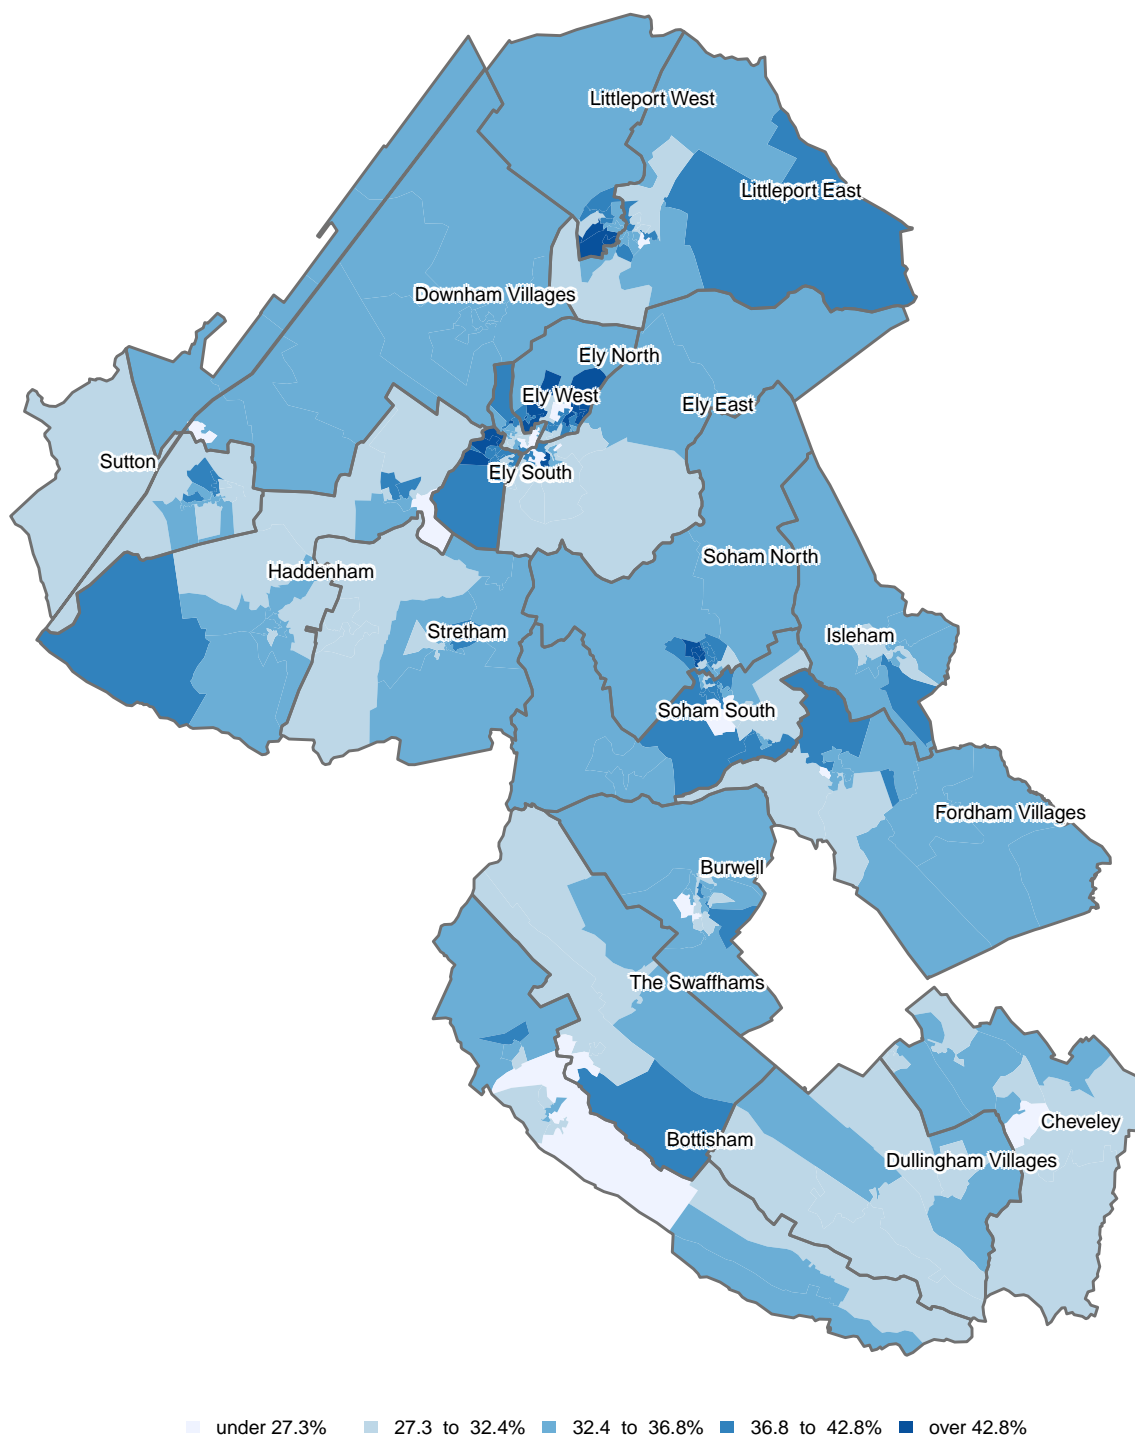 Littleport West
Littleport East
Downham Villages
Ely North
Ely West
Ely East
Sutton
Ely South
Soham North
Haddenham
Stretham
Isleham
Soham South
Fordham Villages
Burwell
The Swaffhams
Cheveley
Bottisham
Dullingham Villages
under 27.3% 27.3 to 32.4% 32.4 to 36.8% 36.8 to 42.8% over 42.8%